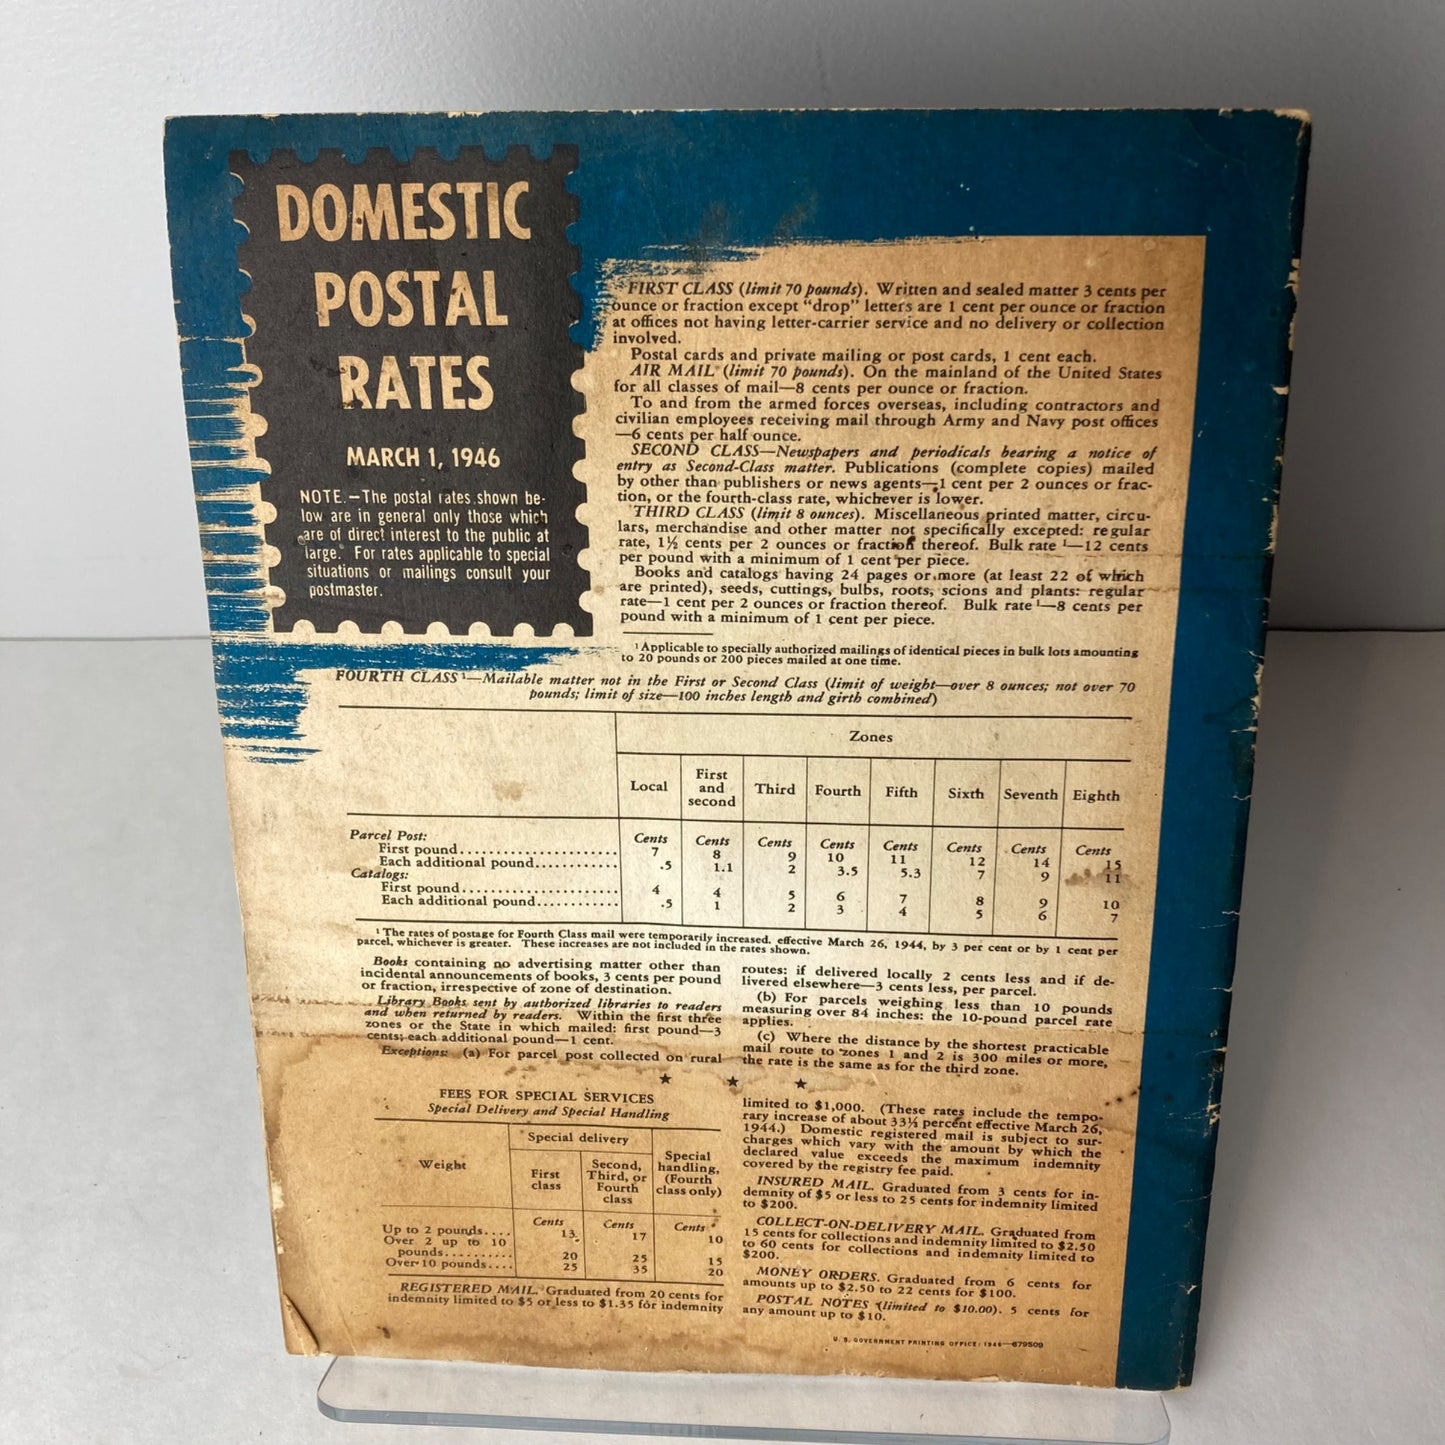 DOMESTIC
POSTAL
RATES
MARCH 1, 1946
NOTE.—The postal rates shown be-
low are in general only those which
are of direct interest to the public at
large. For rates applicable to special
situations or mailings consult your
postmaster.
FIRST CLASS (limit 70 pounds). Written and sealed matter 3 cents per
ounce or fraction except “drop” letters are 1 cent per ounce or fraction
at offices not having letter-carrier service and no delivery or collection
involved.
Postal cards and private mailing or post cards, 1 cent each.
AIR MAIL (limit 70 pounds). On the mainland of the United States
for all classes of mail—8 cents per ounce or fraction.
To and from the armed forces overseas, including contractors and
civilian employees receiving mail through Army and Navy post offices
—6 cents per half ounce.
SECOND CLASS—Newspapers and periodicals bearing a notice of
entry as Second-Class matter. Publications (complete copies) mailed
by other than publishers or news agents—1 cent per 2 ounces or frac-
tion, or the fourth-class rate, whichever is lower.
THIRD CLASS (limit 8 ounces). Miscellaneous printed matter, circu-
lars, merchandise and other matter not specifically excepted: regular
rate, 1½ cents per 2 ounces or fraction thereof. Bulk rate ¹—12 cents
per pound with a minimum of 1 cent per piece.
Books and catalogs having 24 pages or more (at least 22 of which
are printed), seeds, cuttings, bulbs, roots, scions and plants: regular
rate—1 cent per 2 ounces or fraction thereof. Bulk rate ¹—8 cents per
pound with a minimum of 1 cent per piece.
¹ Applicable to specially authorized mailings of identical pieces in bulk lots amounting
to 20 pounds or 200 pieces mailed at one time.
FOURTH CLASS ¹—Mailable matter not in the First or Second Class (limit of weight—over 8 ounces; not over 70
pounds; limit of size—100 inches length and girth combined)
Zones
Local First and second Third Fourth Fifth Sixth Seventh Eighth
Parcel Post: Cents Cents Cents Cents Cents Cents Cents Cents
First pound...................... 7 8 9 10 11 12 14 15
Each additional pound........... .5 1.1 2 3.5 5.3 7 9 11
Catalogs:
First pound...................... 4 4 5 6 7 8 9 10
Each additional pound........... .5 1 2 3 4 5 6 7
¹ The rates of postage for Fourth Class mail were temporarily increased, effective March 26, 1944, by 3 per cent or by 1 cent per
parcel, whichever is greater. These increases are not included in the rates shown.
Books containing no advertising matter other than
incidental announcements of books, 3 cents per pound
or fraction, irrespective of zone of destination.
Library Books sent by authorized libraries to readers
and when returned by readers. Within the first three
zones or the State in which mailed: first pound—3
cents; each additional pound—1 cent.
Exceptions: (a) For parcel post collected on rural
routes: if delivered locally 2 cents less and if de-
livered elsewhere—3 cents less, per parcel.
(b) For parcels weighing less than 10 pounds
measuring over 84 inches: the 10-pound parcel rate
applies.
(c) Where the distance by the shortest practicable
mail route to zones 1 and 2 is 300 miles or more,
the rate is the same as for the third zone.
★ ★ ★
FEES FOR SPECIAL SERVICES
Special Delivery and Special Handling
Weight
Special delivery
First class
Second, Third, or Fourth class
Special handling, (Fourth class only)
Cents Cents Cents
Up to 2 pounds.... 13 17 10
Over 2 up to 10
pounds.......... 20 25 15
Over 10 pounds.... 25 35 20
REGISTERED MAIL. Graduated from 20 cents for
indemnity limited to $5 or less to $1.35 for indemnity
limited to $1,000. (These rates include the tempo-
rary increase of about 33⅓ percent effective March 26,
1944.) Domestic registered mail is subject to sur-
charges which vary with the amount by which the
declared value exceeds the maximum indemnity
covered by the registry fee paid.
INSURED MAIL. Graduated from 3 cents for in-
demnity of $5 or less to 25 cents for indemnity limited
to $200.
COLLECT-ON-DELIVERY MAIL. Graduated from
15 cents for collections and indemnity limited to $2.50
to 60 cents for collections and indemnity limited to
$200.
MONEY ORDERS. Graduated from 6 cents for
amounts up to $2.50 to 22 cents for $100.
POSTAL NOTES (limited to $10.00). 5 cents for
any amount up to $10.
U. S. GOVERNMENT PRINTING OFFICE: 1946—679509